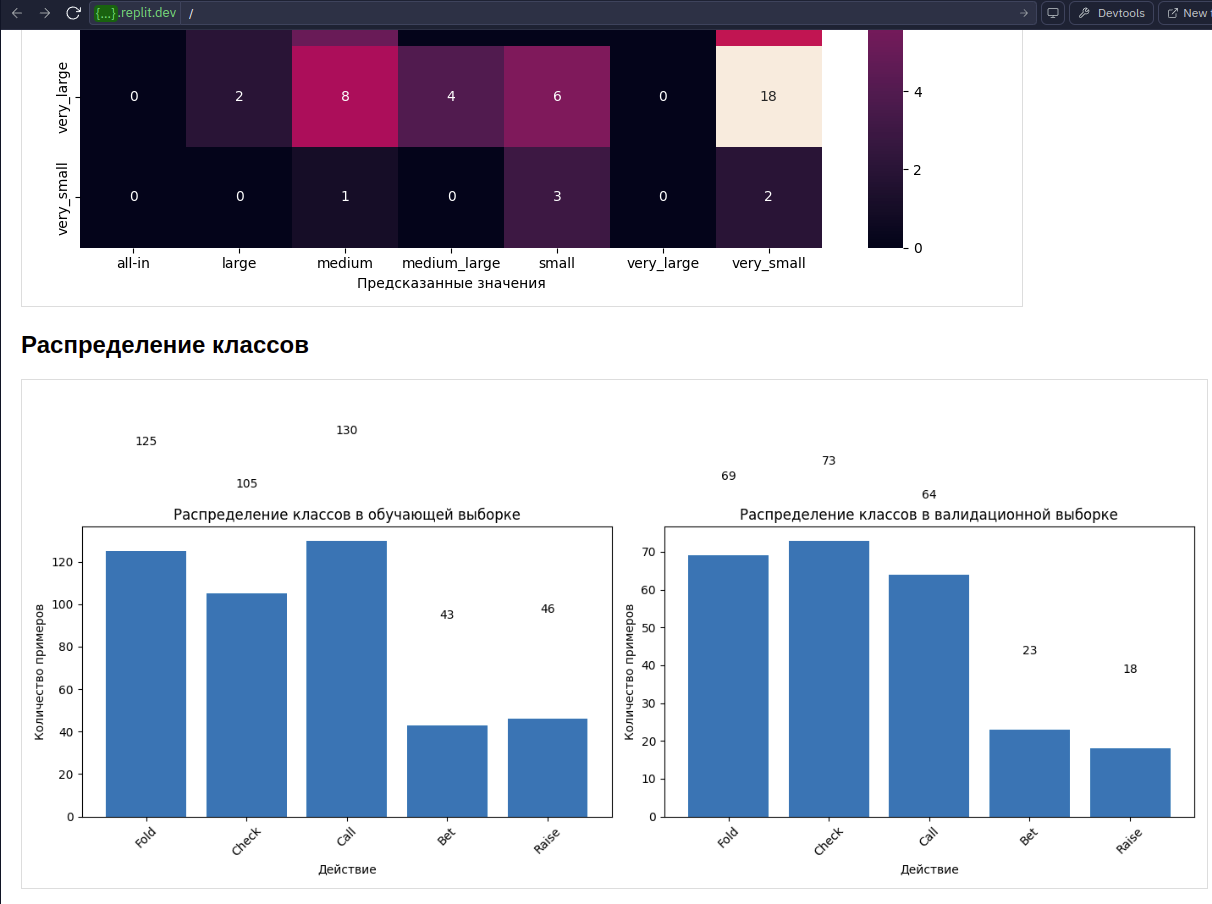 {...}.replit.dev /
Devtools
New t
very_large 0 2 8 4 6 0 18
4
2
very_small 0 0 1 0 3 0 2
0
all-in large medium medium_large small very_large very_small
Предсказанные значения
Распределение классов
125 105 130
69 73 64
Распределение классов в обучающей выборке
Количество примеров
120
100
80
60
40
20
0
43 46
Fold Check Call Bet Raise
Действие
Распределение классов в валидационной выборке
Количество примеров
70
60
50
40
30
20
10
0
23 18
Fold Check Call Bet Raise
Действие